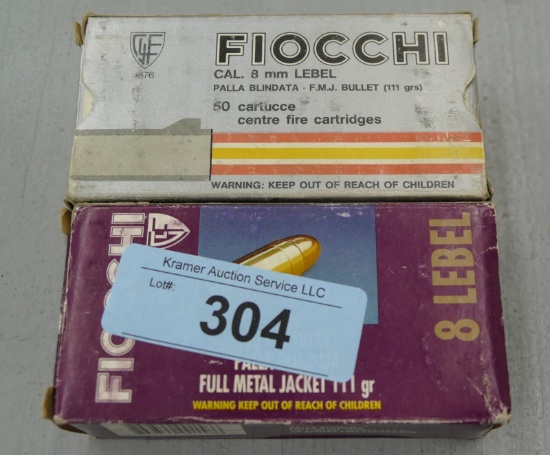 GFL
1876
FIOCCHI
CAL. 8 mm LEBEL
PALLA BLINDATA - F.M.J. BULLET (111 grs)
50 cartucce
centre fire cartridges
WARNING: KEEP OUT OF REACH OF CHILDREN
FIOCCHI
8 LEBEL
Kramer Auction Service LLC
Lot#:
304
FULL METAL JACKET 111 gr
WARNING KEEP OUT OF REACH OF CHILDREN